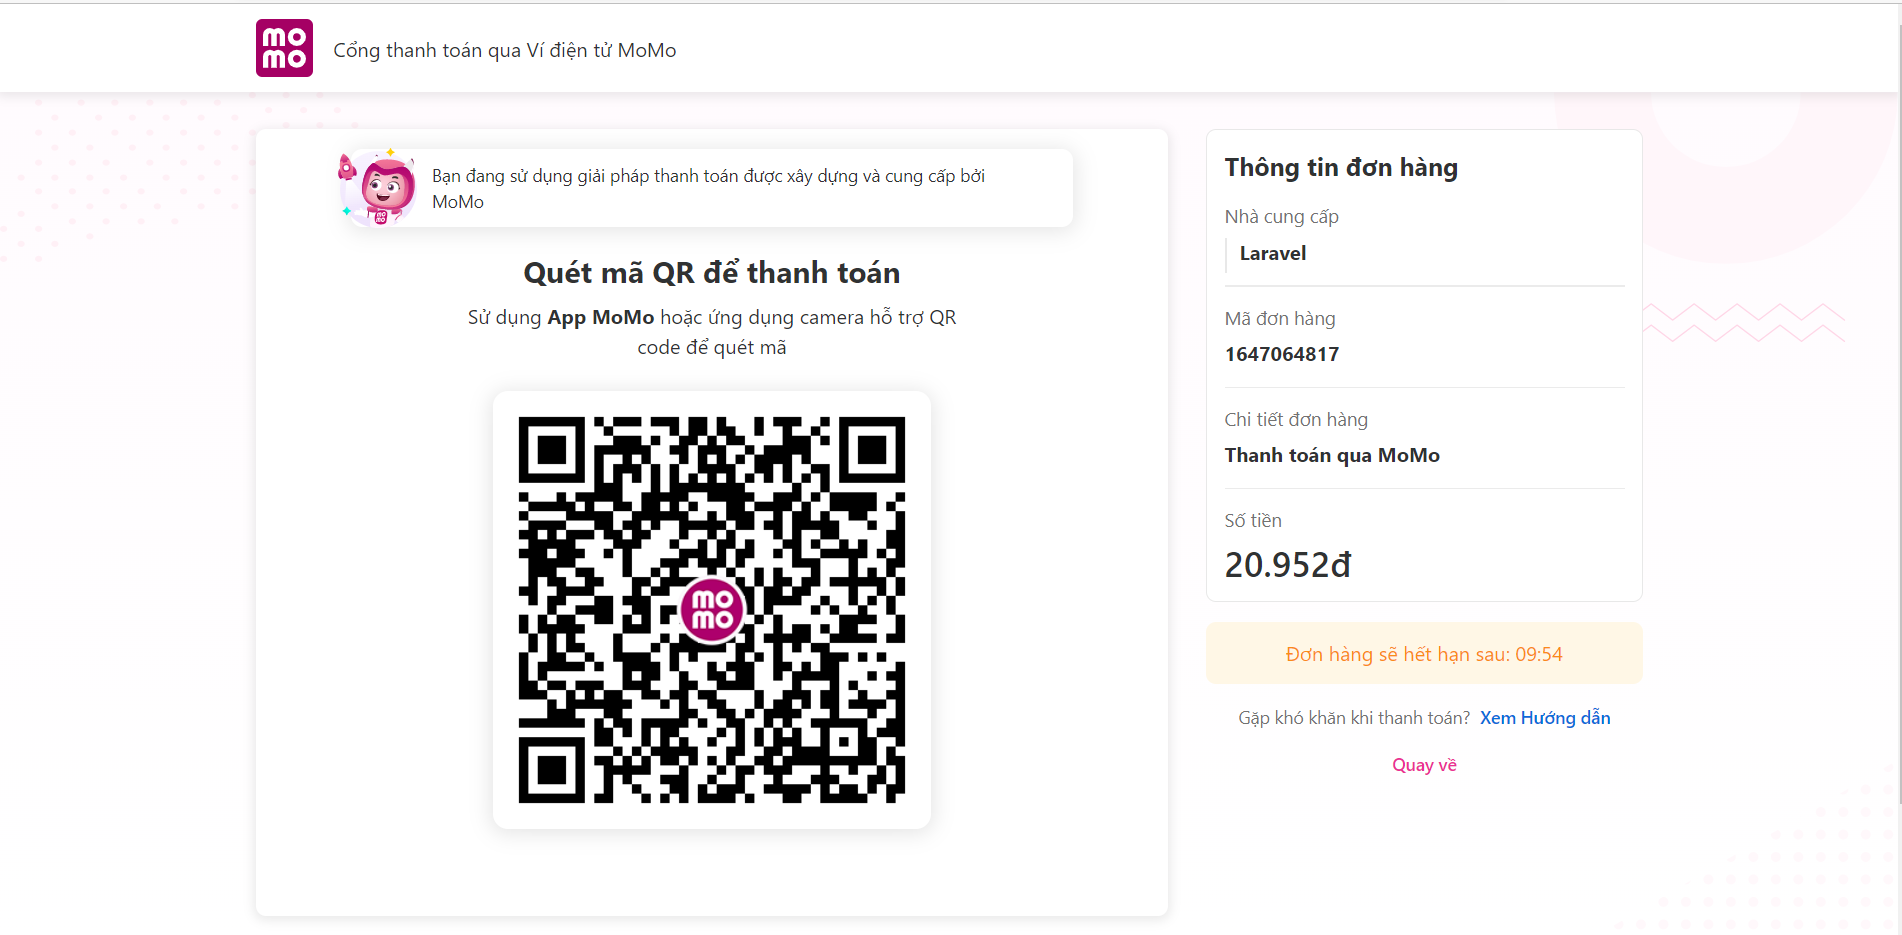 mo
mo
Cổng thanh toán qua Ví điện tử MoMo
Bạn đang sử dụng giải pháp thanh toán được xây dựng và cung cấp bởi
MoMo
Quét mã QR để thanh toán
Sử dụng App MoMo hoặc ứng dụng camera hỗ trợ QR
code để quét mã
mo
mo
Thông tin đơn hàng
Nhà cung cấp
Laravel
Mã đơn hàng
1647064817
Chi tiết đơn hàng
Thanh toán qua MoMo
Số tiền
20.952đ
Đơn hàng sẽ hết hạn sau: 09:54
Gặp khó khăn khi thanh toán? Xem Hướng dẫn
Quay về